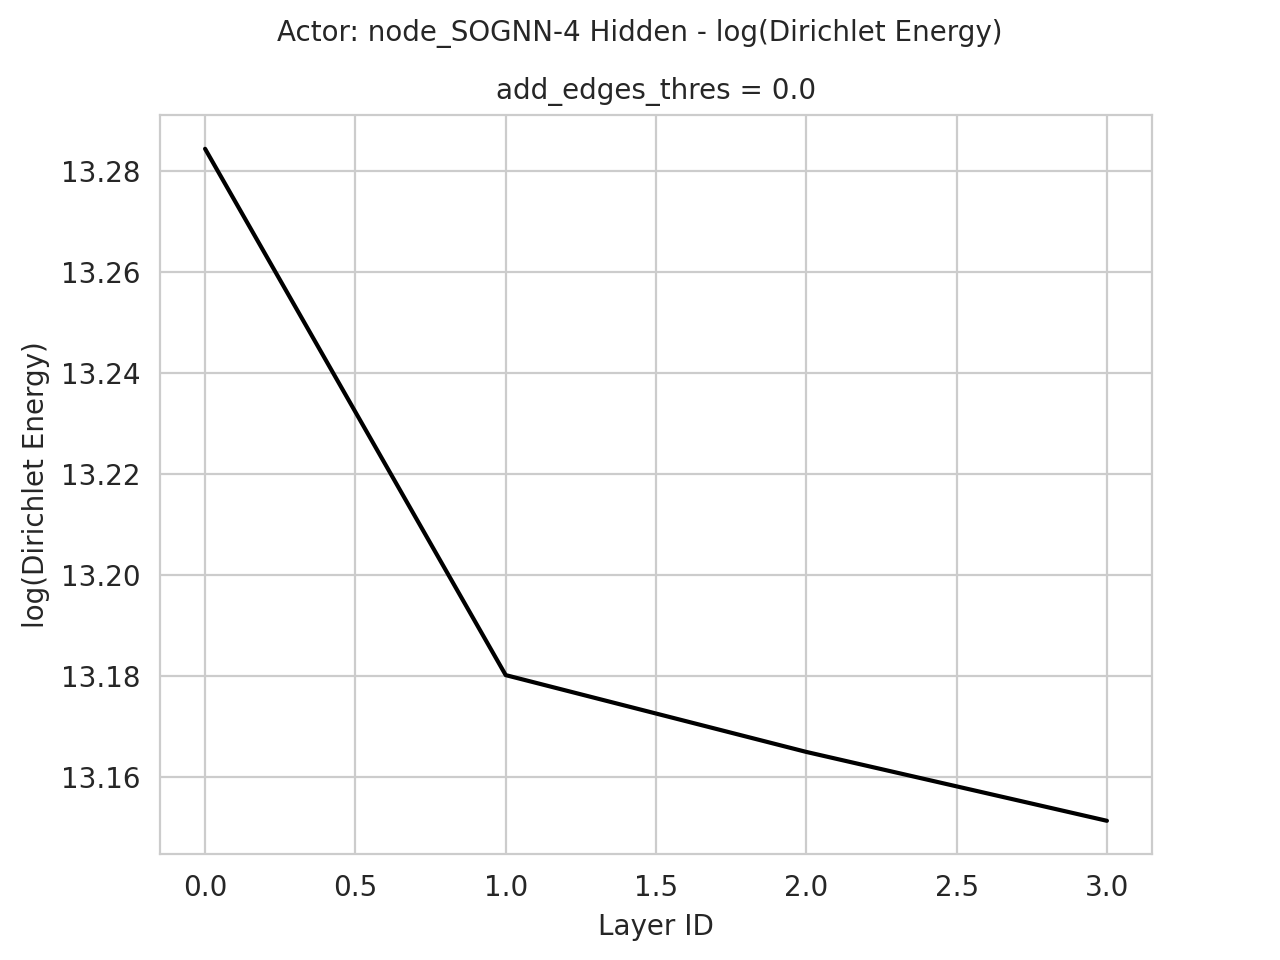 Actor: node_SOGNN-4 Hidden - log(Dirichlet Energy)
add_edges_thres = 0.0
13.28
13.26
13.24
13.22
13.20
13.18
13.16
log(Dirichlet Energy)
0.0 0.5 1.0 1.5 2.0 2.5 3.0
Layer ID